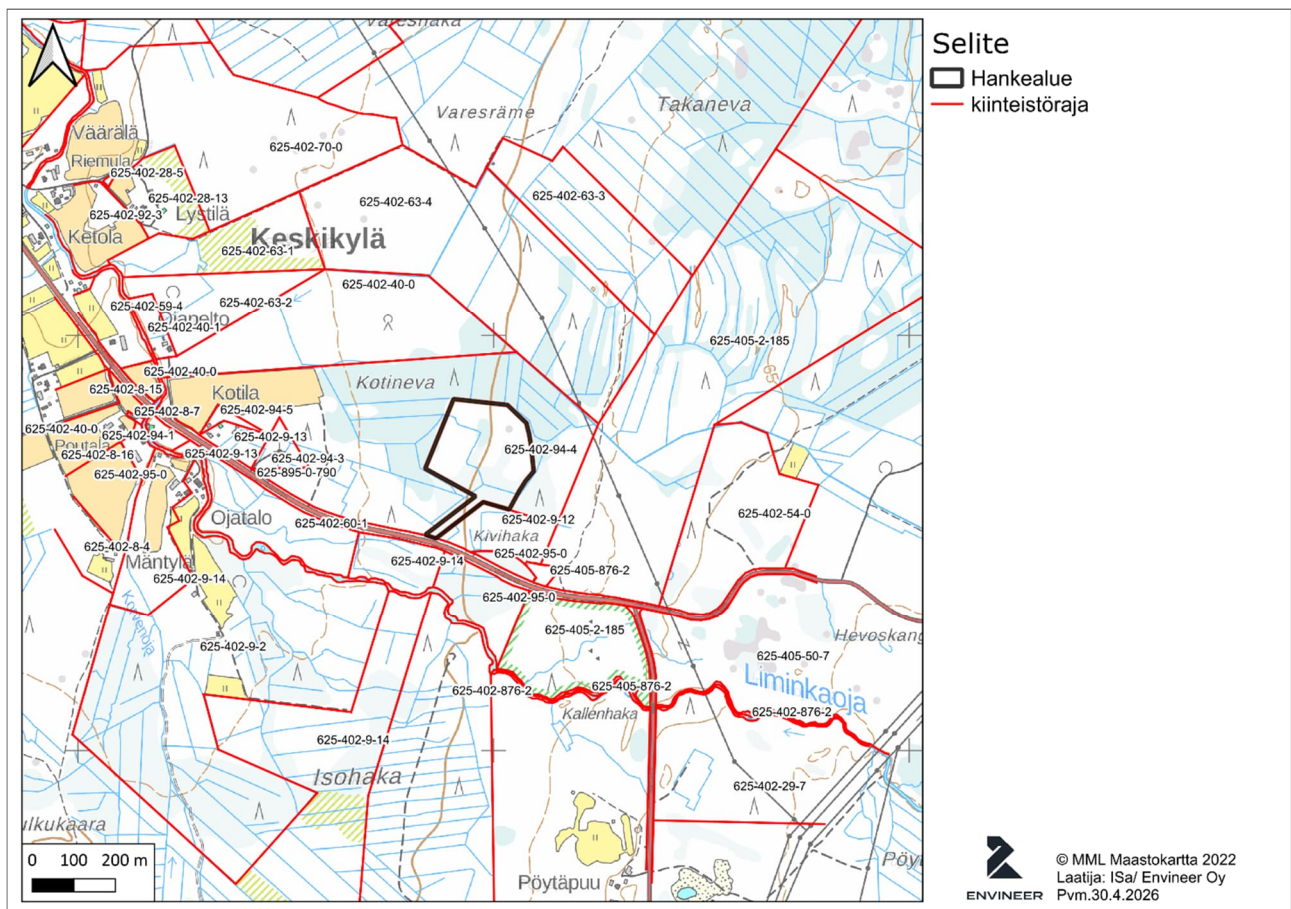 Vareshaka
Selite
Hankealue
kiinteistöraja
Varesräme
Takaneva
Väärälä
Riemula
625-402-70-0
625-402-28-5
625-402-28-13
625-402-92-3
Lystilä
Ketola
625-402-63-4
625-402-63-3
Keskikylä
625-402-63-1
625-402-40-0
625-402-63-2
625-402-59-4
Ojapelto
625-402-40-1
625-405-2-185
65
625-402-40-0
Kotineva
625-402-8-15
Kotila
625-402-8-7
625-402-94-5
625-402-40-0
625-402-94-1
625-402-9-13
Poutala
625-402-8-16
625-402-9-13
625-402-94-3
625-402-94-4
625-402-95-0
625-895-0-790
Ojatalo
625-402-60-1
625-402-9-12
625-402-54-0
Kivihaka
625-402-8-4
625-402-9-14
625-402-95-0
Mäntylä
625-402-9-14
625-405-876-2
Korvenoja
625-402-95-0
625-405-2-185
Hevoskang
625-402-9-2
625-405-50-7
Liminkaoja
625-402-876-2
625-405-876-2
Kallenhaka
625-402-876-2
625-402-9-14
Isohaka
625-402-29-7
ulkukaara
0 100 200 m
Pöytäpuu
Pöyt
ENVINEER
© MML Maastokartta 2022
Laatija: ISa/ Envineer Oy
Pvm.30.4.2026